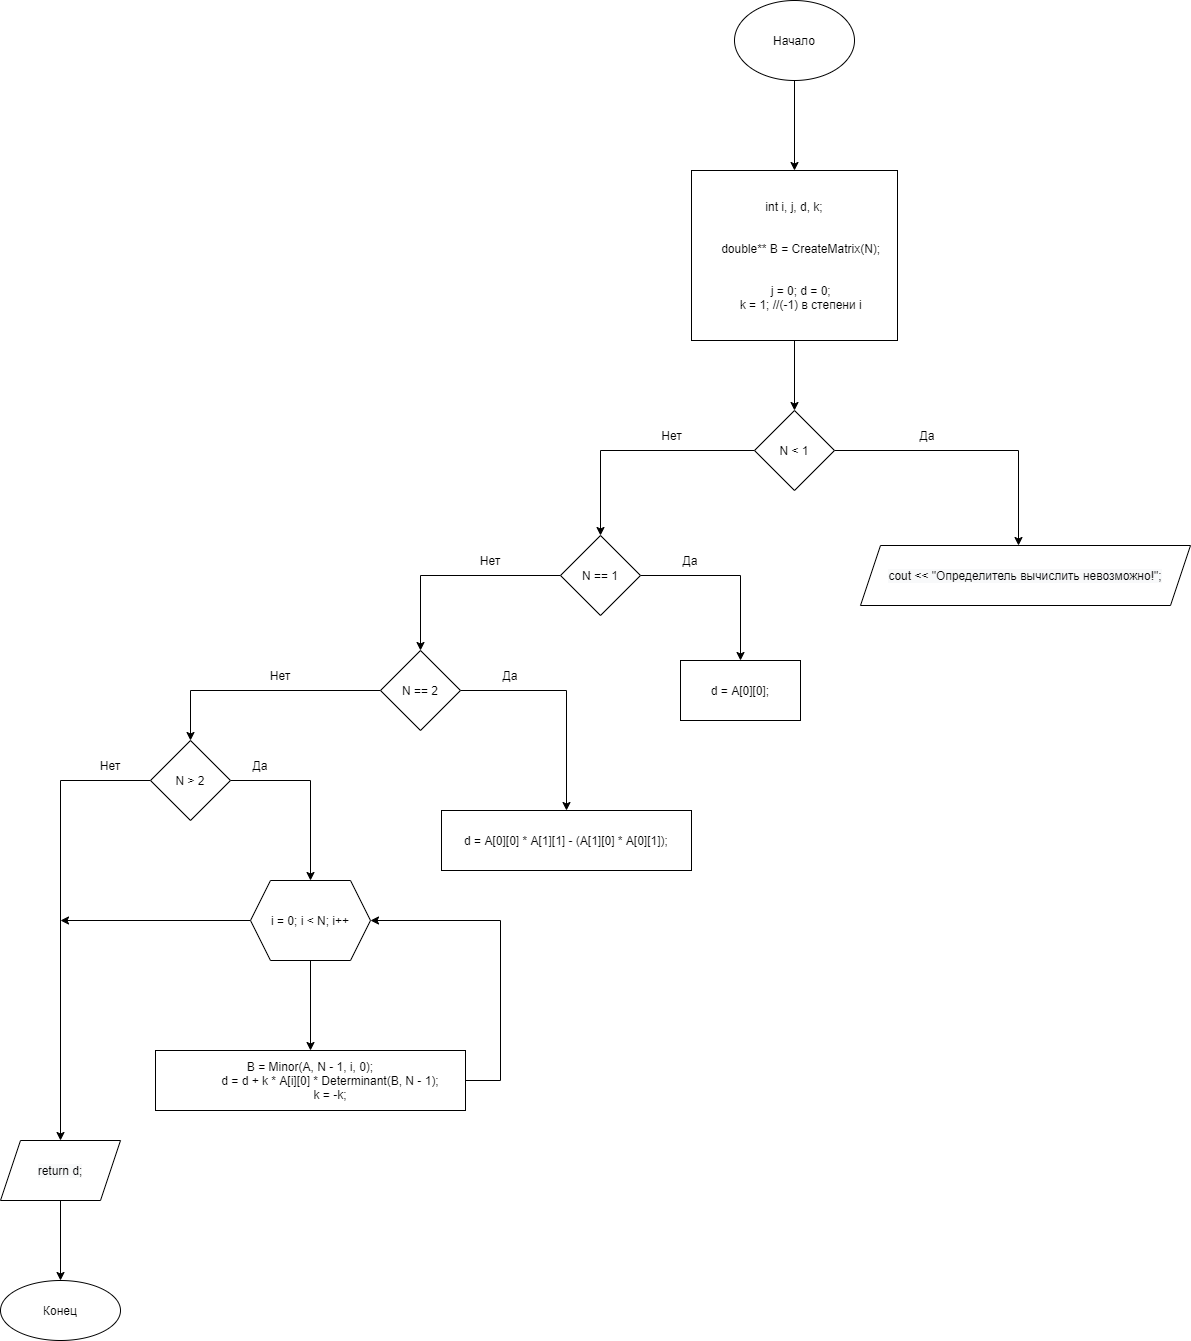 Начало
int i, j, d, k;
double** B = CreateMatrix(N);
j = 0; d = 0;
k = 1; //(-1) в степени i
Нет
Да
N < 1
Нет
Да
N == 1
cout << "Определитель вычислить невозможно!";
Нет
Да
N == 2
d = A[0][0];
Нет
Да
N > 2
d = A[0][0] * A[1][1] - (A[1][0] * A[0][1]);
i = 0; i < N; i++
B = Minor(A, N - 1, i, 0);
d = d + k * A[i][0] * Determinant(B, N - 1);
k = -k;
return d;
Конец